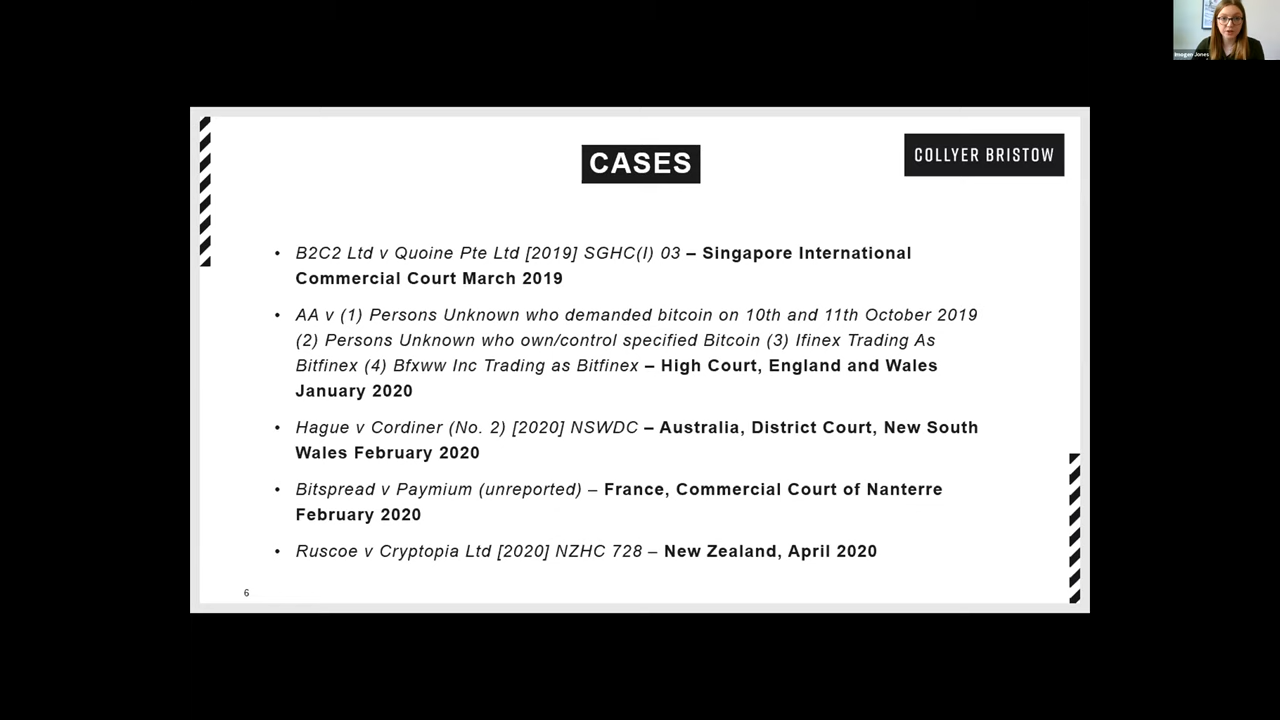 Imogen Jones
CASES
COLLYER BRISTOW
• B2C2 Ltd v Quoine Pte Ltd [2019] SGHC(I) 03 – Singapore International
Commercial Court March 2019
• AA v (1) Persons Unknown who demanded bitcoin on 10th and 11th October 2019
(2) Persons Unknown who own/control specified Bitcoin (3) Ifinex Trading As
Bitfinex (4) Bfxww Inc Trading as Bitfinex – High Court, England and Wales
January 2020
• Hague v Cordiner (No. 2) [2020] NSWDC – Australia, District Court, New South
Wales February 2020
• Bitspread v Paymium (unreported) – France, Commercial Court of Nanterre
February 2020
• Ruscoe v Cryptopia Ltd [2020] NZHC 728 – New Zealand, April 2020
6